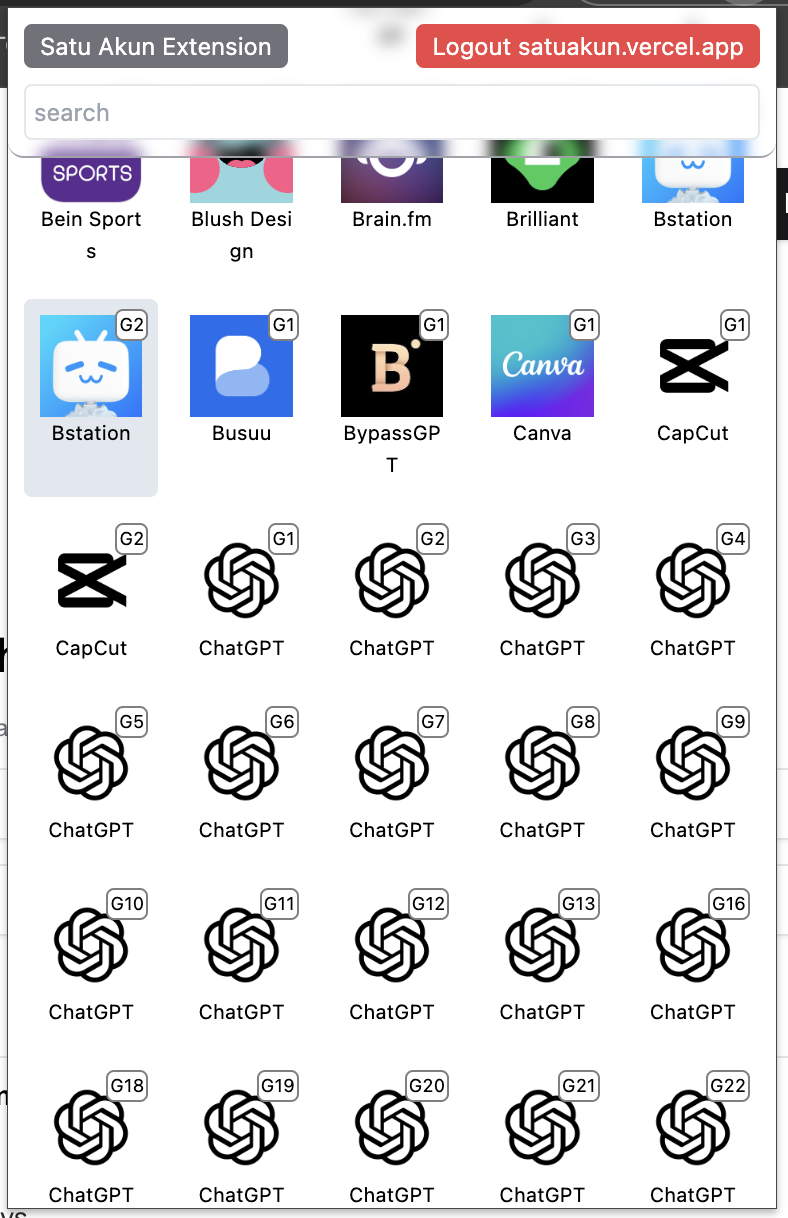 Satu Akun Extension
Logout satuakun.vercel.app
search
SPORTS
Bein Sport
s
Blush Desi
gn
Brain.fm
Brilliant
Bstation
G2
G1
G1
G1
G1
Canva
Bstation
Busuu
BypassGP
T
Canva
CapCut
G2
G1
G2
G3
G4
CapCut
ChatGPT
ChatGPT
ChatGPT
ChatGPT
G5
G6
G7
G8
G9
ChatGPT
ChatGPT
ChatGPT
ChatGPT
ChatGPT
G10
G11
G12
G13
G16
ChatGPT
ChatGPT
ChatGPT
ChatGPT
ChatGPT
G18
G19
G20
G21
G22
ChatGPT
ChatGPT
ChatGPT
ChatGPT
ChatGPT